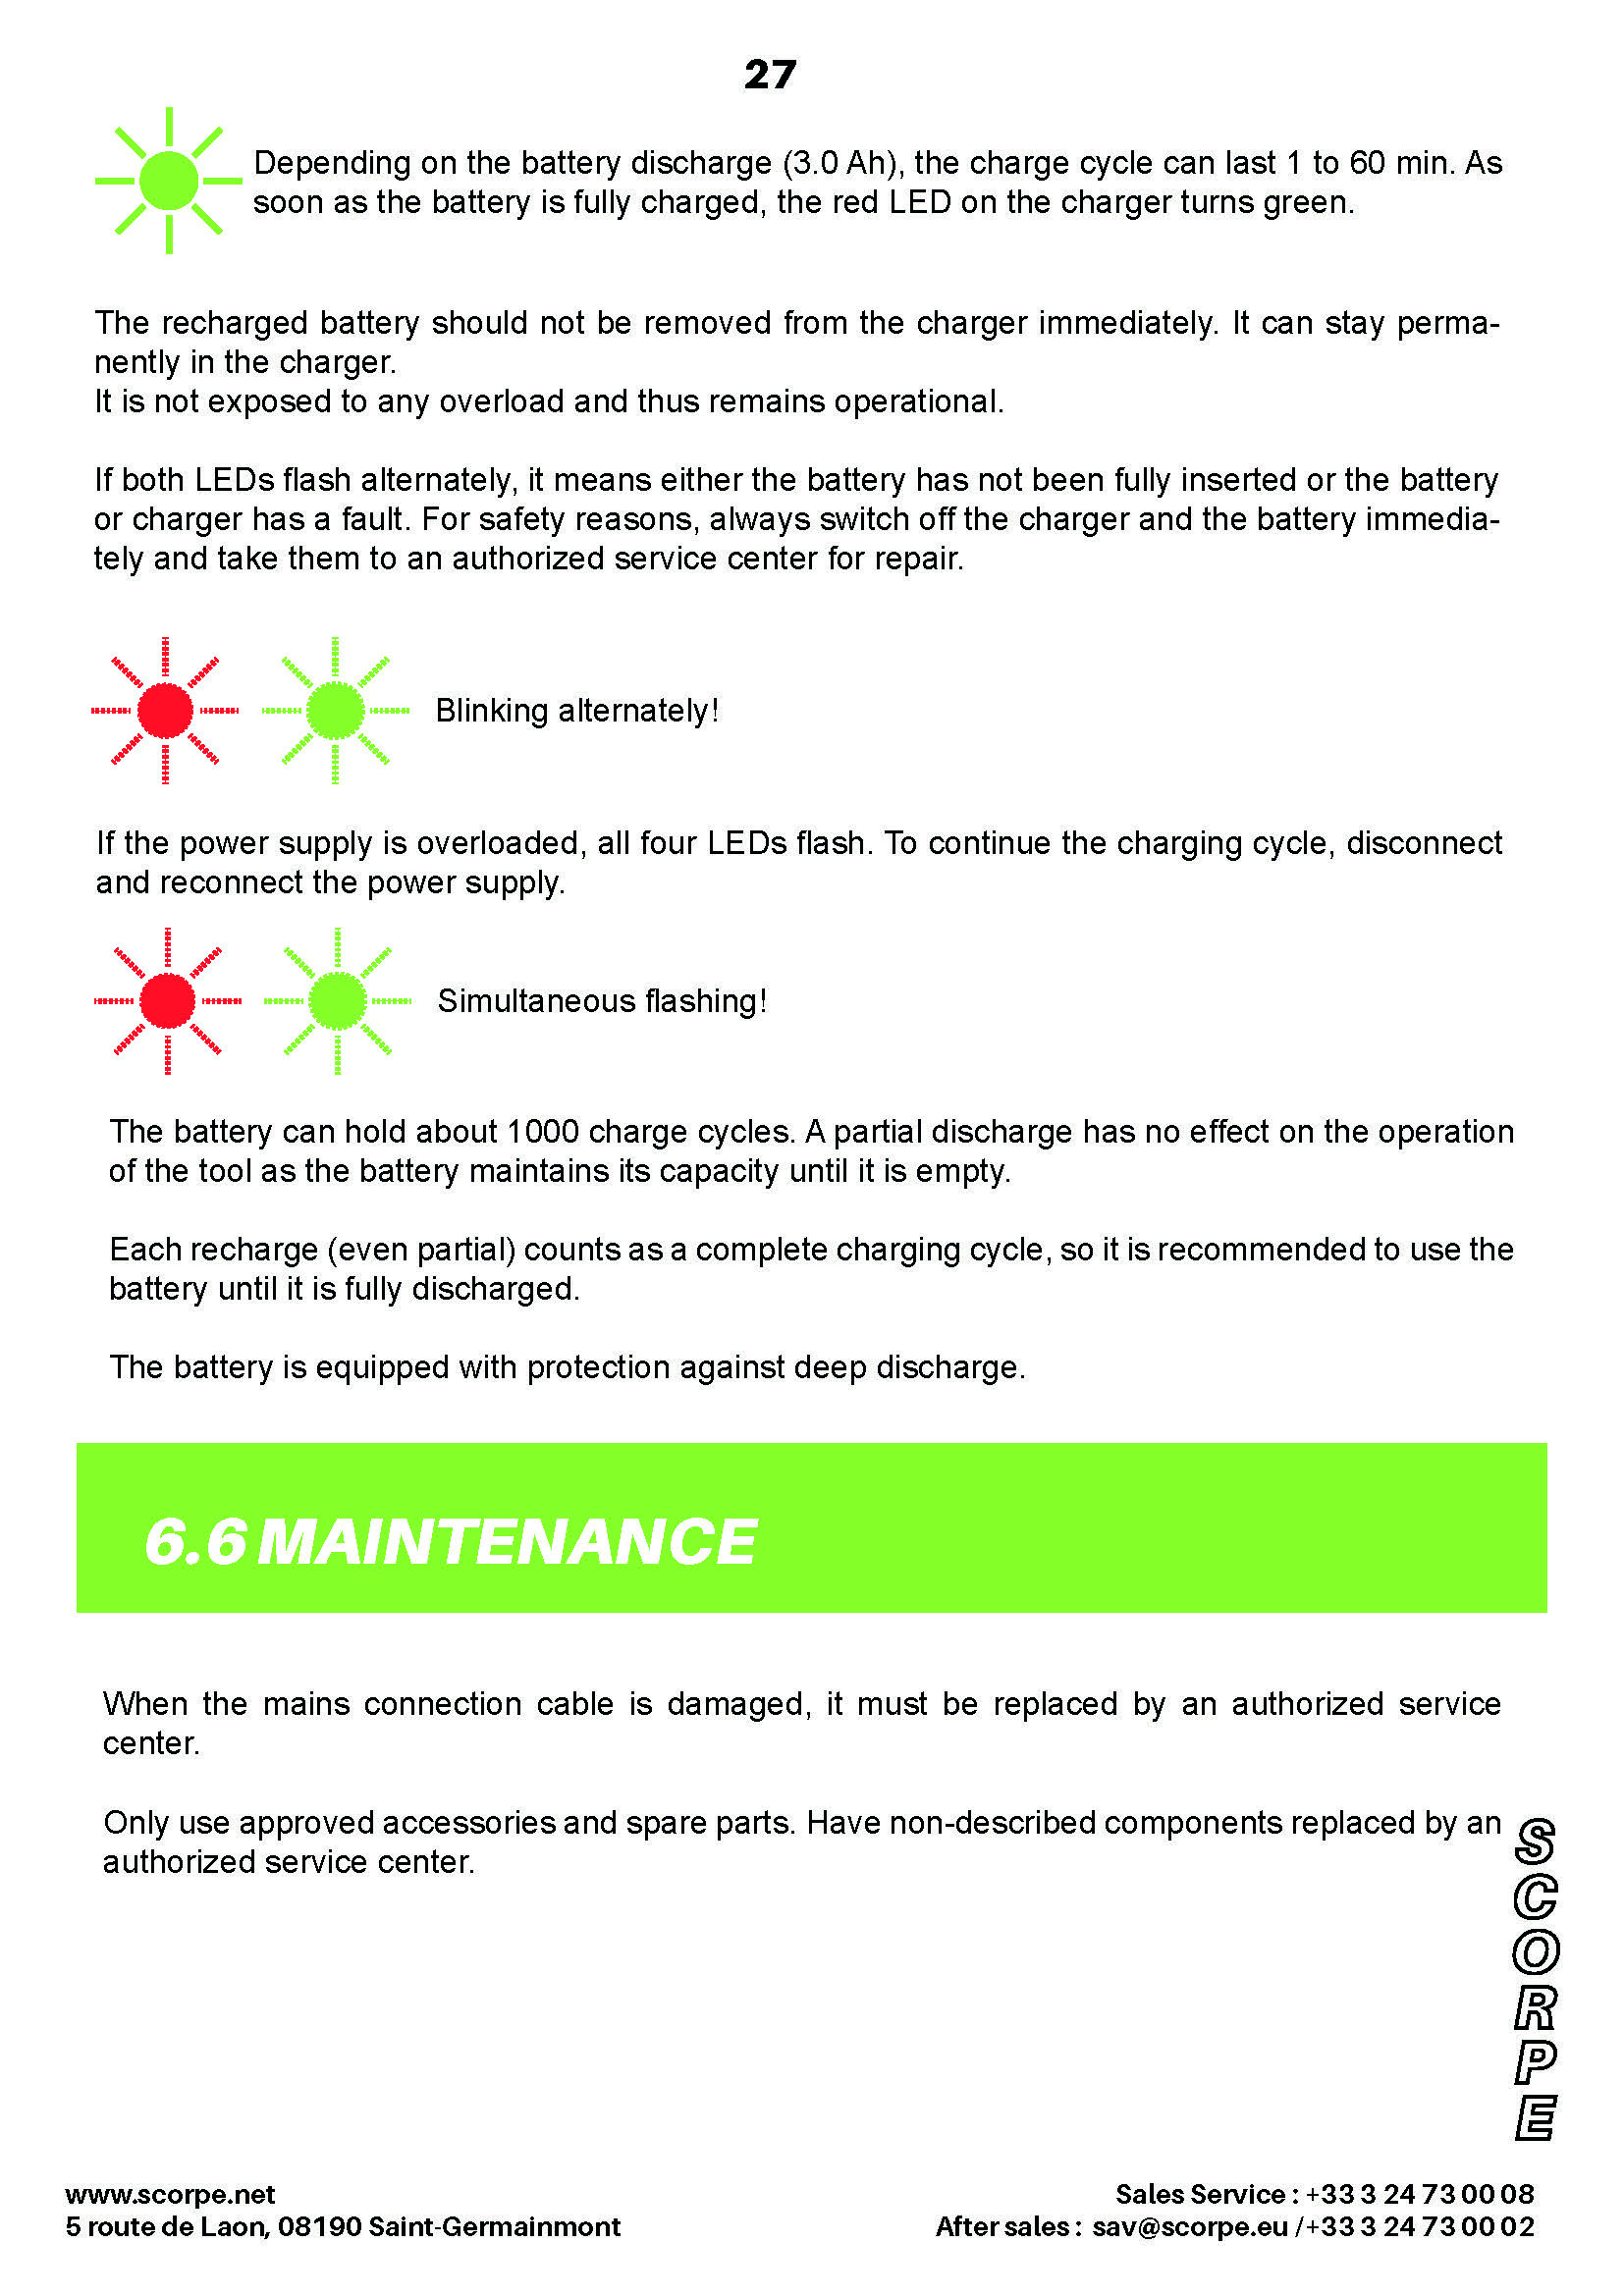 27
Depending on the battery discharge (3.0 Ah), the charge cycle can last 1 to 60 min. As
soon as the battery is fully charged, the red LED on the charger turns green.
The recharged battery should not be removed from the charger immediately. It can stay perma-
nently in the charger.
It is not exposed to any overload and thus remains operational.
If both LEDs flash alternately, it means either the battery has not been fully inserted or the battery
or charger has a fault. For safety reasons, always switch off the charger and the battery immedia-
tely and take them to an authorized service center for repair.
Blinking alternately!
If the power supply is overloaded, all four LEDs flash. To continue the charging cycle, disconnect
and reconnect the power supply.
Simultaneous flashing!
The battery can hold about 1000 charge cycles. A partial discharge has no effect on the operation
of the tool as the battery maintains its capacity until it is empty.
Each recharge (even partial) counts as a complete charging cycle, so it is recommended to use the
battery until it is fully discharged.
The battery is equipped with protection against deep discharge.
6.6 MAINTENANCE
When the mains connection cable is damaged, it must be replaced by an authorized service
center.
Only use approved accessories and spare parts. Have non-described components replaced by an
authorized service center.
SCORPE
www.scorpe.net
5 route de Laon, 08190 Saint-Germainmont
Sales Service : +33 3 24 73 00 08
After sales : sav@scorpe.eu /+33 3 24 73 00 02